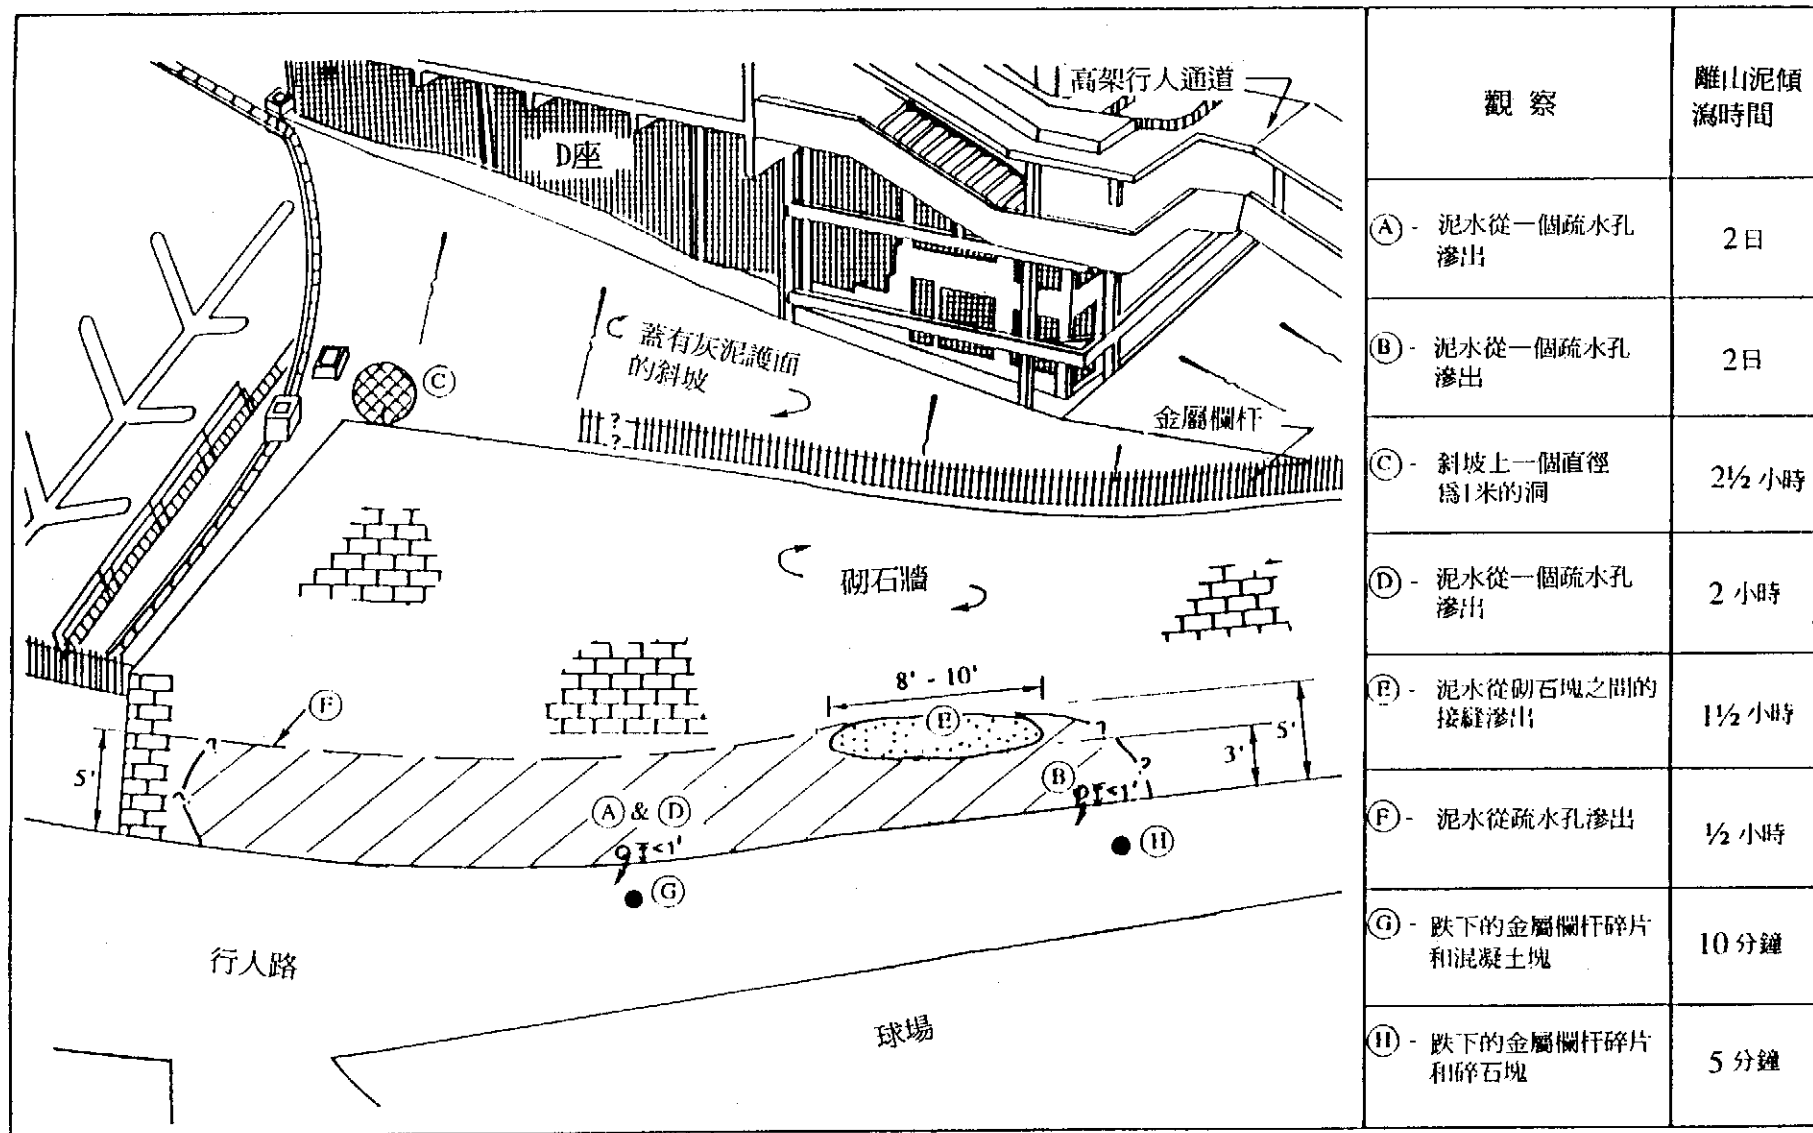 高架行人通道
D座
蓋有灰泥護面
的斜坡
C
金屬欄杆
?
?
砌石牆
8' - 10'
F
E
?
5'
3'
5'
?
?
B
<1'
A & D
<1'
H
G
行人路
球場
觀察
離山泥傾
瀉時間
A - 泥水從一個疏水孔
滲出
2日
B - 泥水從一個疏水孔
滲出
2日
C - 斜坡上一個直徑
爲1米的洞
2½ 小時
D - 泥水從一個疏水孔
滲出
2 小時
E - 泥水從砌石塊之間的
接縫滲出
1½ 小時
F - 泥水從疏水孔滲出
½ 小時
G - 跌下的金屬欄杆碎片
和混凝土塊
10 分鐘
H - 跌下的金屬欄杆碎片
和碎石塊
5 分鐘